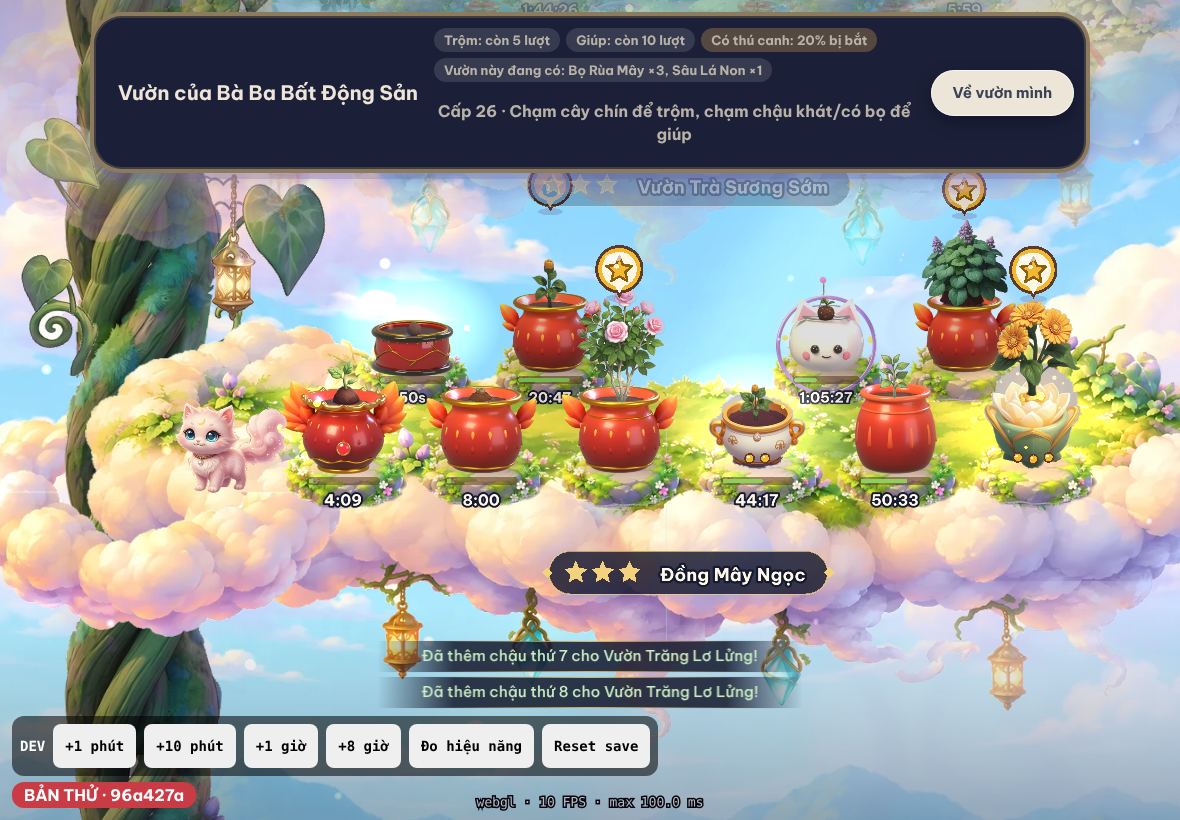 1:44:26
5:59
Trộm: còn 5 lượt
Giúp: còn 10 lượt
Có thú canh: 20% bị bắt
Vườn này đang có: Bọ Rùa Mây ×3, Sâu Lá Non ×1
Vườn của Bà Ba Bất Động Sản
Cấp 26 · Chạm cây chín để trộm, chạm chậu khát/có bọ để
giúp
Về vườn mình
Vườn Trà Sương Sớm
50s
20:47
1:05:27
4:09
8:00
44:17
50:33
Đồng Mây Ngọc
Đã thêm chậu thứ 7 cho Vườn Trăng Lơ Lửng!
Đã thêm chậu thứ 8 cho Vườn Trăng Lơ Lửng!
DEV
+1 phút
+10 phút
+1 giờ
+8 giờ
Đo hiệu năng
Reset save
BẢN THỬ · 96a427a
webgl · 10 FPS · max 100.0 ms